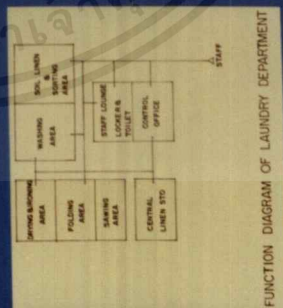 SOIL LINEN
&
SORTING
AREA
WASHING
AREA
STAFF LOUNGE
LOCKER &
TOILET
CONTROL
OFFICE
STAFF
DRYING&IRONING
AREA
FOLDING
AREA
SAWING
AREA
CENTRAL
LINEN STO
FUNCTION DIAGRAM OF LAUNDRY DEPARTMENT